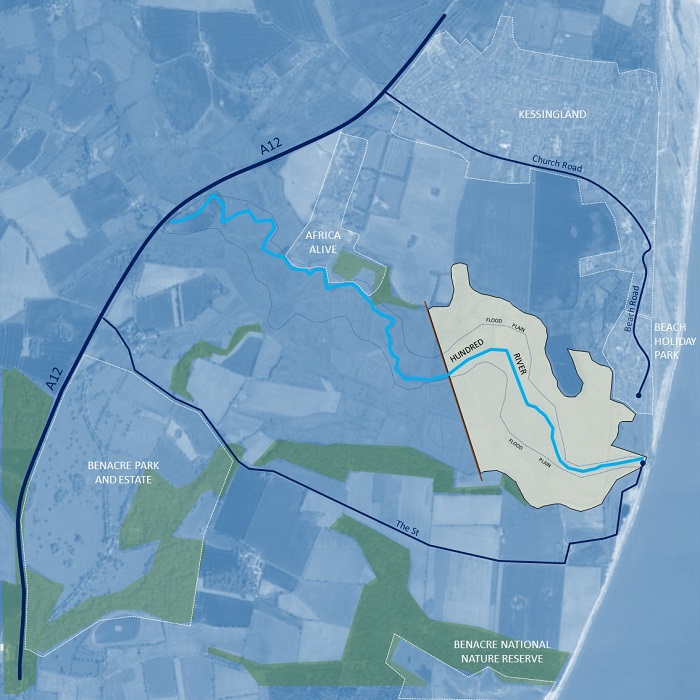 KESSINGLAND
A12
Church Road
AFRICA
ALIVE
Beach Road
FLOOD PLAIN
BEACH
HOLIDAY
PARK
HUNDRED RIVER
A12
FLOOD PLAIN
BENACRE PARK
AND ESTATE
The St
BENACRE NATIONAL
NATURE RESERVE